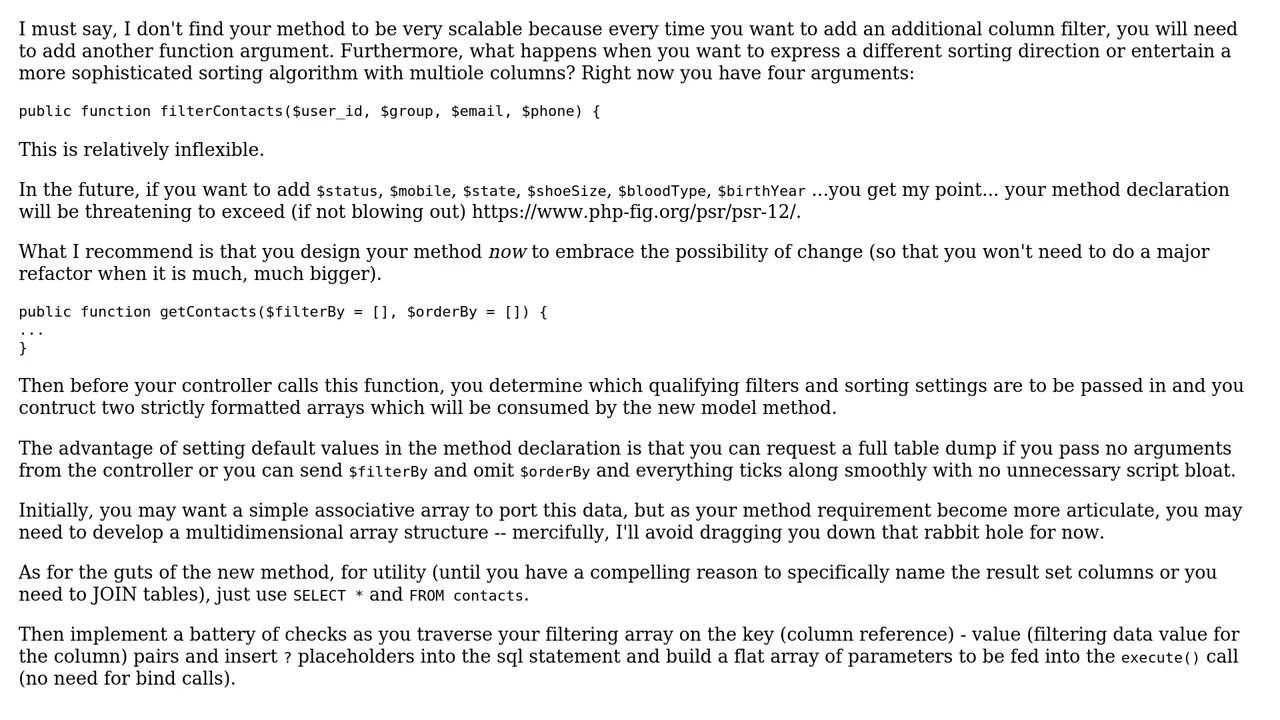 I must say, I don't find your method to be very scalable because every time you want to add an additional column filter, you will need
to add another function argument. Furthermore, what happens when you want to express a different sorting direction or entertain a
more sophisticated sorting algorithm with multiole columns? Right now you have four arguments:
public function filterContacts($user_id, $group, $email, $phone) {
This is relatively inflexible.
In the future, if you want to add $status, $mobile, $state, $shoeSize, $bloodType, $birthYear ...you get my point... your method declaration
will be threatening to exceed (if not blowing out) https://www.php-fig.org/psr/psr-12/.
What I recommend is that you design your method now to embrace the possibility of change (so that you won't need to do a major
refactor when it is much, much bigger).
public function getContacts($filterBy = [], $orderBy = []) {
...
}
Then before your controller calls this function, you determine which qualifying filters and sorting settings are to be passed in and you
contruct two strictly formatted arrays which will be consumed by the new model method.
The advantage of setting default values in the method declaration is that you can request a full table dump if you pass no arguments
from the controller or you can send $filterBy and omit $orderBy and everything ticks along smoothly with no unnecessary script bloat.
Initially, you may want a simple associative array to port this data, but as your method requirement become more articulate, you may
need to develop a multidimensional array structure -- mercifully, I'll avoid dragging you down that rabbit hole for now.
As for the guts of the new method, for utility (until you have a compelling reason to specifically name the result set columns or you
need to JOIN tables), just use SELECT * and FROM contacts.
Then implement a battery of checks as you traverse your filtering array on the key (column reference) - value (filtering data value for
the column) pairs and insert ? placeholders into the sql statement and build a flat array of parameters to be fed into the execute() call
(no need for bind calls).